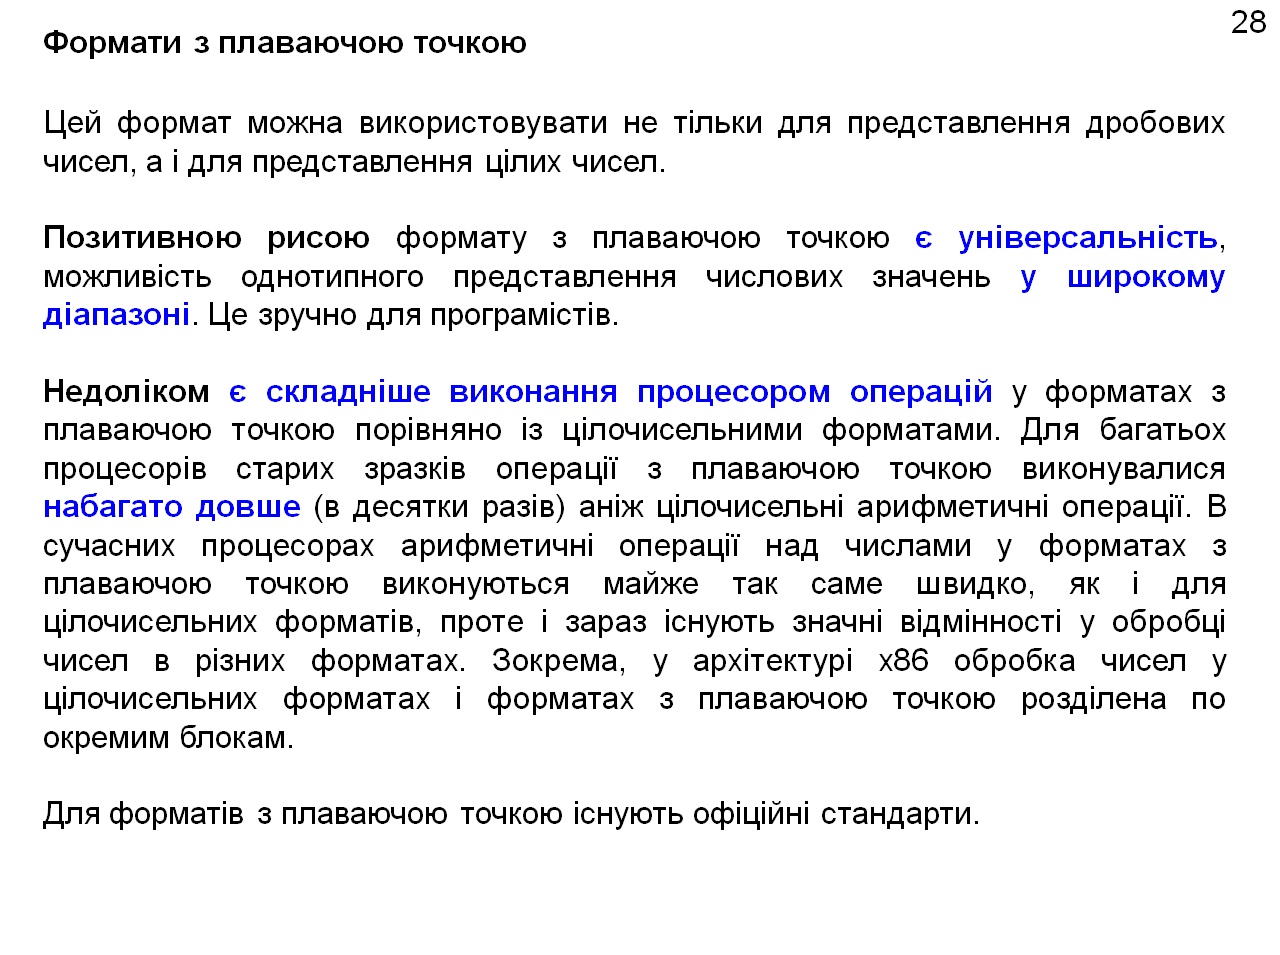 28
Формати з плаваючою точкою
Цей формат можна використовувати не тільки для представлення дробових
чисел, а і для представлення цілих чисел.
Позитивною рисою формату з плаваючою точкою є універсальність,
можливість однотипного представлення числових значень у широкому
діапазоні. Це зручно для програмістів.
Недоліком є складніше виконання процесором операцій у форматах з
плаваючою точкою порівняно із цілочисельними форматами. Для багатьох
процесорів старих зразків операції з плаваючою точкою виконувалися
набагато довше (в десятки разів) аніж цілочисельні арифметичні операції. В
сучасних процесорах арифметичні операції над числами у форматах з
плаваючою точкою виконуються майже так саме швидко, як і для
цілочисельних форматів, проте і зараз існують значні відмінності у обробці
чисел в різних форматах. Зокрема, у архітектурі x86 обробка чисел у
цілочисельних форматах і форматах з плаваючою точкою розділена по
окремим блокам.
Для форматів з плаваючою точкою існують офіційні стандарти.